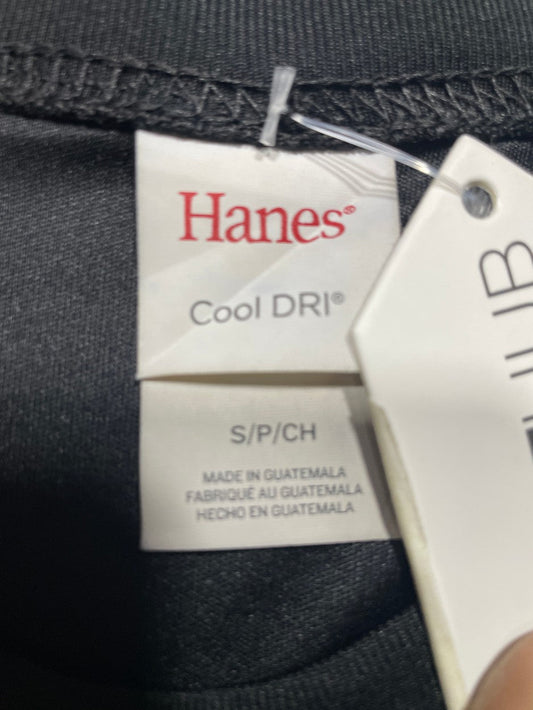 Hanes®
Cool DRI®
S/P/CH
MADE IN GUATEMALA
FABRIQUÉ AU GUATEMALA
HECHO EN GUATEMALA